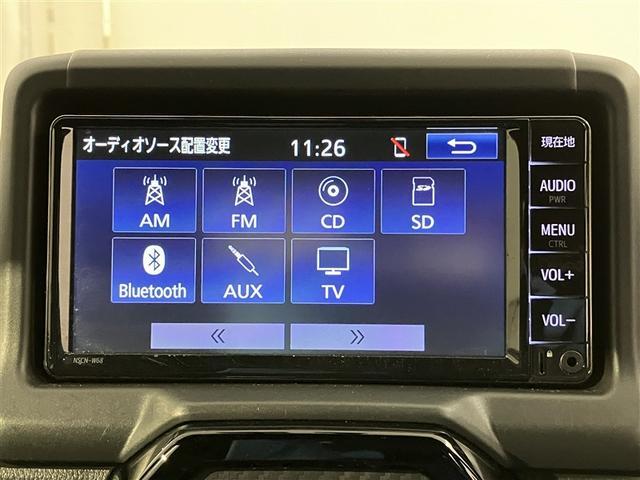 オーディオソース配置変更
11:26
現在地
AM
FM
CD
SD
AUDIO
PWR
MENU
CTRL
Bluetooth
AUX
TV
VOL+
VOL-
«
»
NSCN-W68